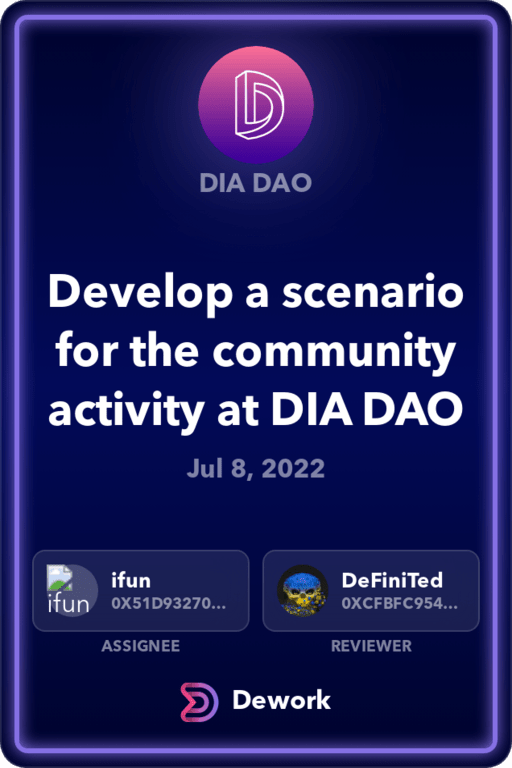 DIA DAO
Develop a scenario
for the community
activity at DIA DAO
Jul 8, 2022
ifun
ifun
0X51D93270...
ASSIGNEE
DeFiniTed
0XCFBFC954...
REVIEWER
Dework